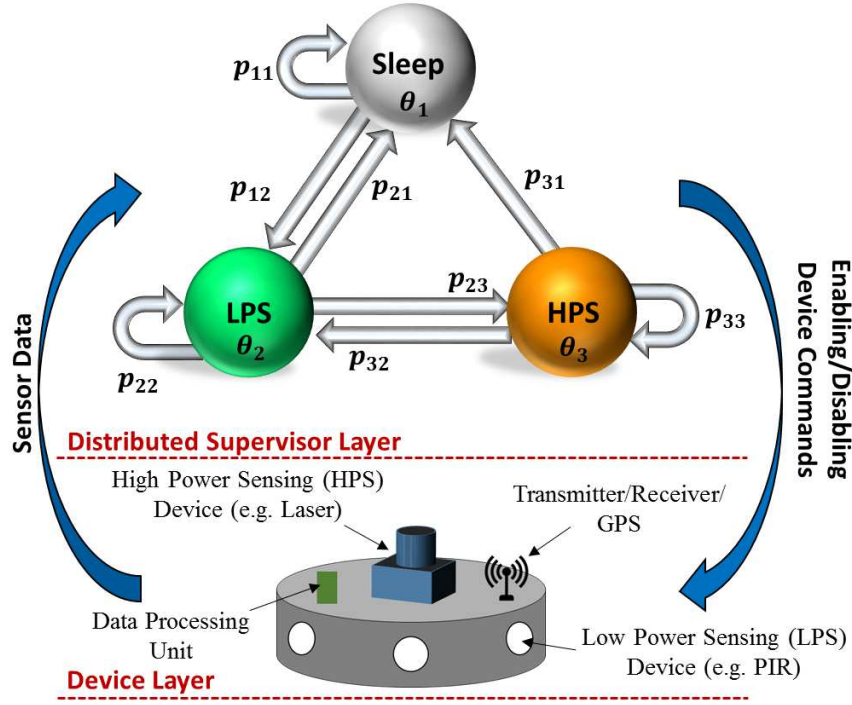 Sleep
θ1
p11
p12
p21
p31
LPS
θ2
p22
p23
p32
HPS
θ3
p33
Sensor Data
Enabling/Disabling
Device Commands
Distributed Supervisor Layer
High Power Sensing (HPS)
Device (e.g. Laser)
Transmitter/Receiver/
GPS
Data Processing
Unit
Low Power Sensing (LPS)
Device (e.g. PIR)
Device Layer